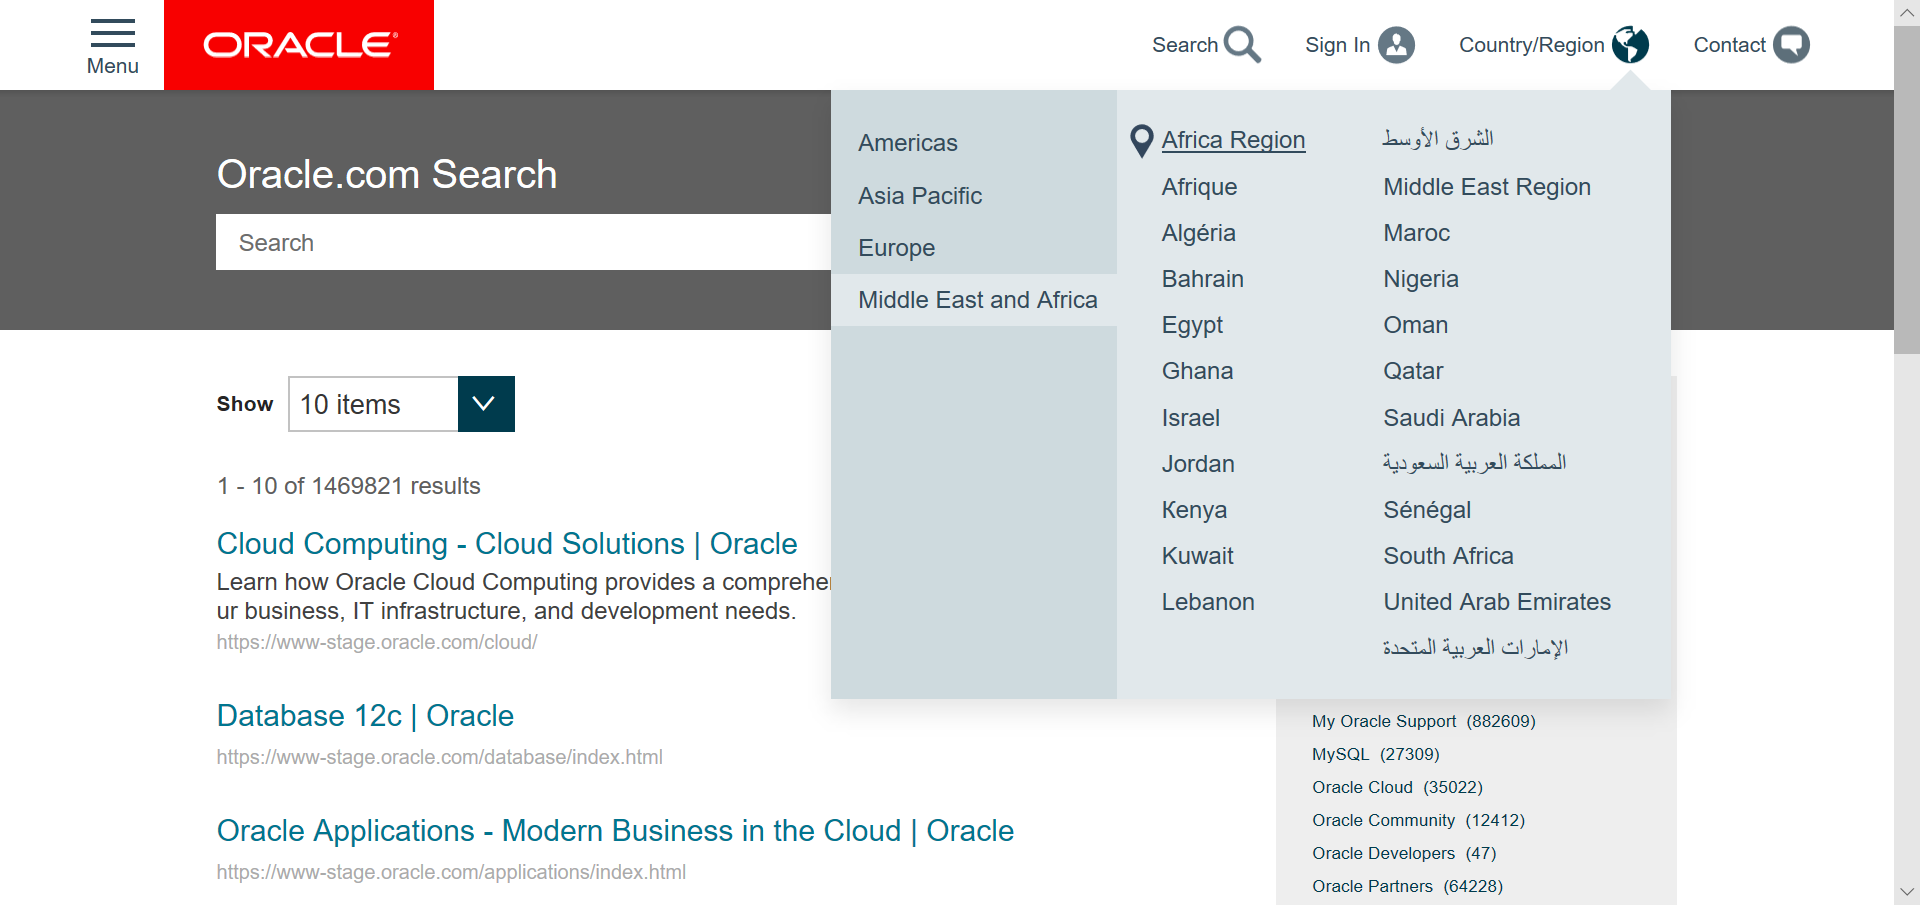 Menu
ORACLE
Search
Sign In
Country/Region
Contact
Oracle.com Search
Search
Americas
Asia Pacific
Europe
Middle East and Africa
Africa Region
Afrique
Algéria
Bahrain
Egypt
Ghana
Israel
Jordan
Kenya
Kuwait
Lebanon
الشرق الأوسط
Middle East Region
Maroc
Nigeria
Oman
Qatar
Saudi Arabia
المملكة العربية السعودية
Sénégal
South Africa
United Arab Emirates
الإمارات العربية المتحدة
Show
10 items
1 - 10 of 1469821 results
Cloud Computing - Cloud Solutions | Oracle
Learn how Oracle Cloud Computing provides a comprehe
ur business, IT infrastructure, and development needs.
https://www-stage.oracle.com/cloud/
Database 12c | Oracle
https://www-stage.oracle.com/database/index.html
Oracle Applications - Modern Business in the Cloud | Oracle
https://www-stage.oracle.com/applications/index.html
My Oracle Support (882609)
MySQL (27309)
Oracle Cloud (35022)
Oracle Community (12412)
Oracle Developers (47)
Oracle Partners (64228)